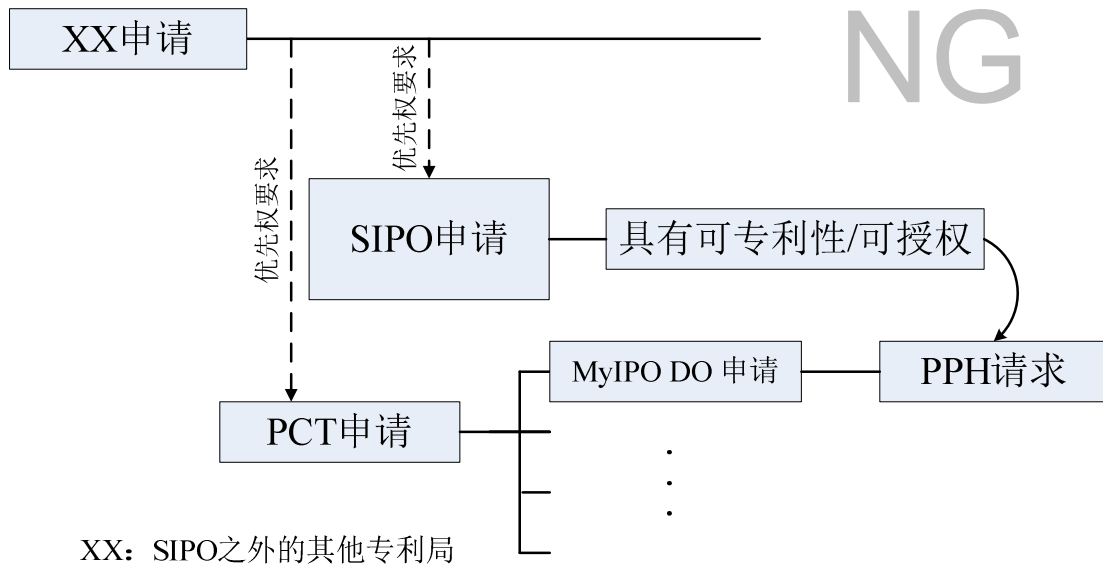 XX申请
NG
优先权要求
优先权要求
SIPO申请
具有可专利性/可授权
MyIPO DO 申请
PPH请求
PCT申请
XX：SIPO之外的其他专利局